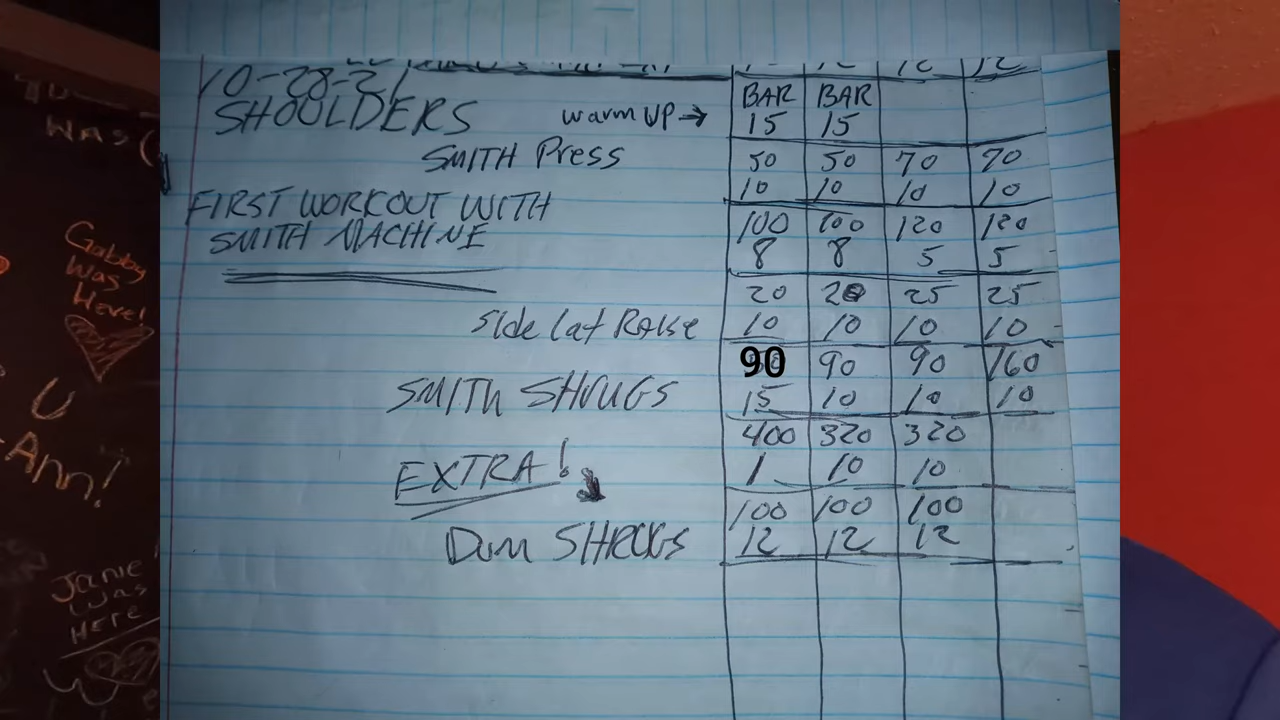 10-28-21
SHOULDERS
warm UP → BAR BAR
15 15
SMITH Press 50 50 70 70
10 10 10 10
FIRST WORKOUT WITH
SMITH MACHINE
100 100 120 120
8 8 5 5
20 20 25 25
Side Lat Raise 10 10 10 10
90 90 90 160
SMITH SHRUGS 15 10 10 10
400 320 320
EXTRA! 1 10 10
100 100 100
Dum SHRUGS 12 12 12
was
Gabby
Was
Here!
U
Ann!
Janie
Was
HERE